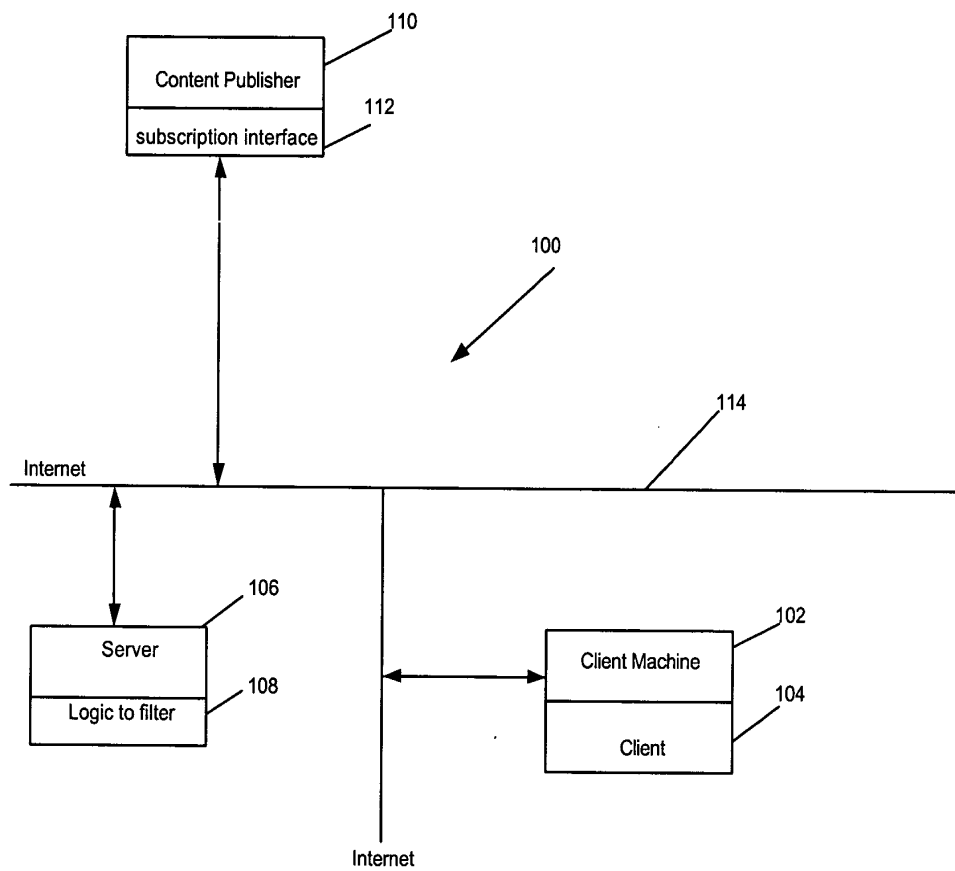 110
Content Publisher
112
subscription interface
100
114
Internet
106
Server
108
Logic to filter
102
Client Machine
104
Client
Internet